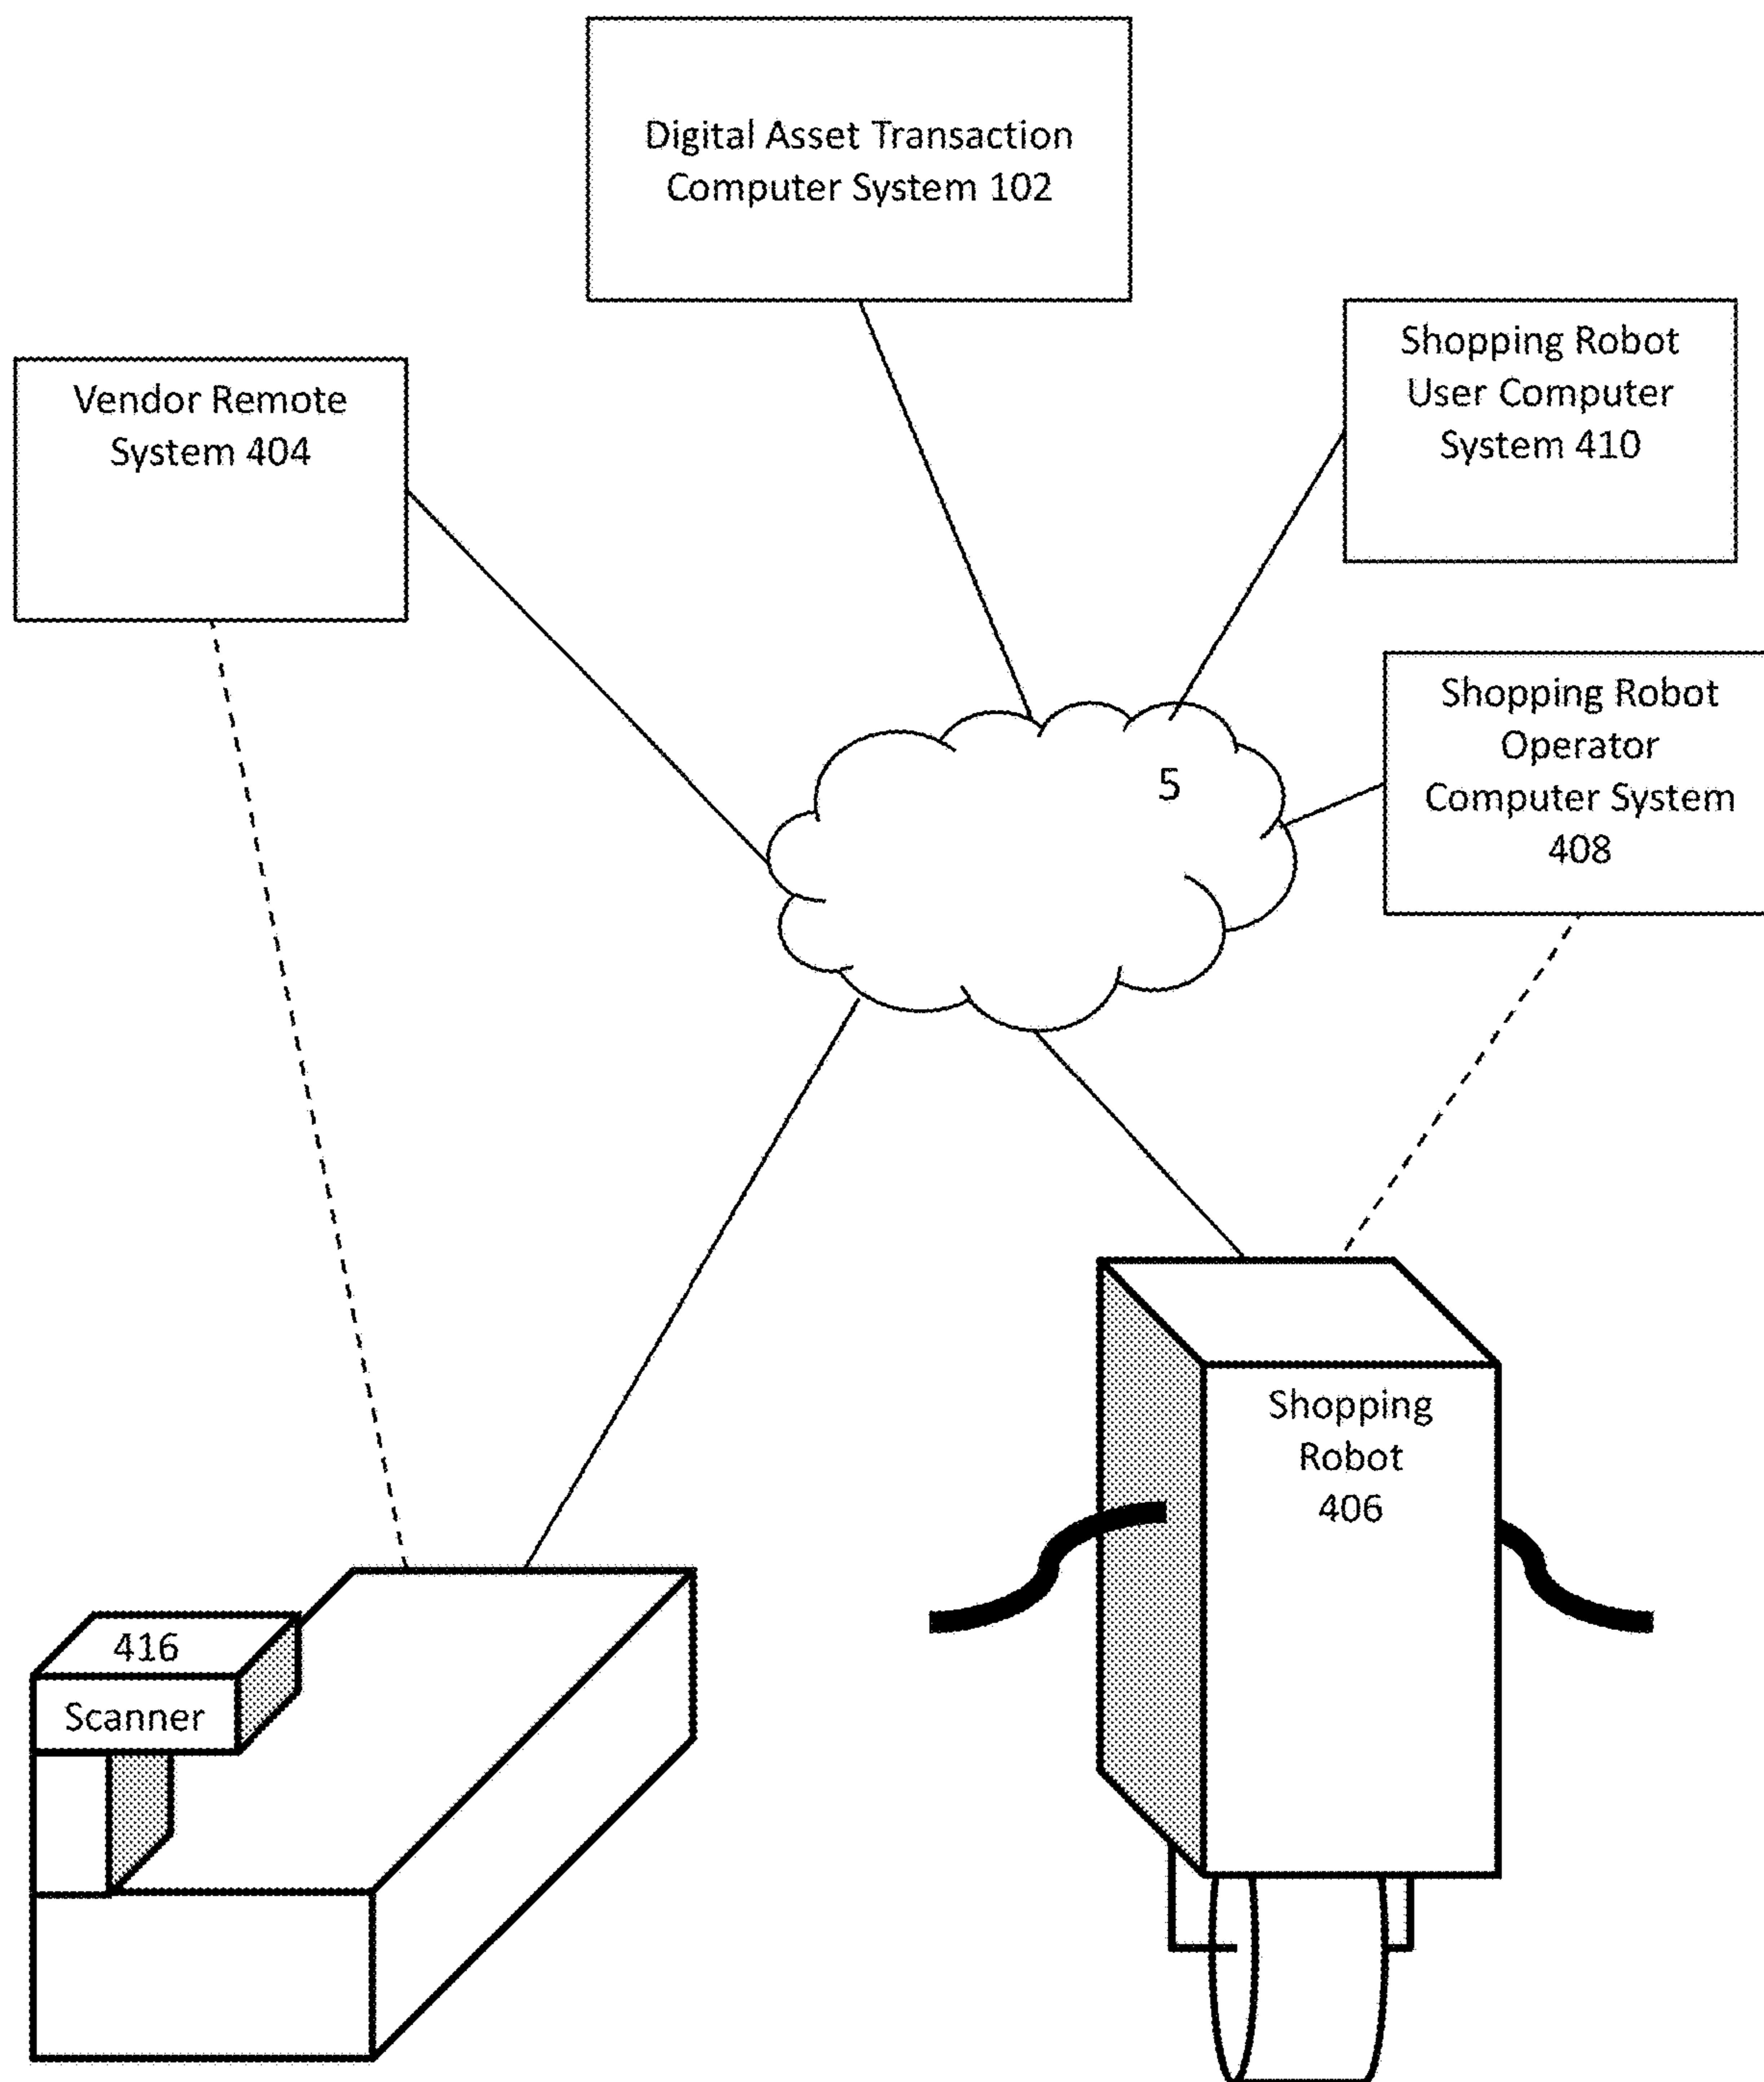 Digital Asset Transaction
Computer System 102
Shopping Robot
User Computer
System 410
Vendor Remote
System 404
Shopping Robot
Operator
Computer System
408
5
Shopping
Robot
406
416
Scanner